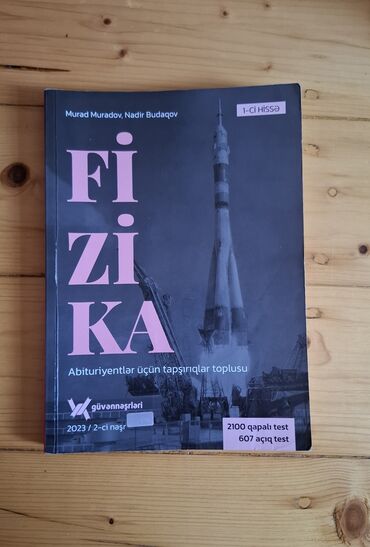 Murad Muradov, Nadir Budaqov
1-Cİ HİSSƏ
Fİ
Zİ
KA
Abituriyentlər üçün tapşırıqlar toplusu
güvənnəşrləri
2023 / 2-ci nəşr
2100 qapalı test
607 açıq test